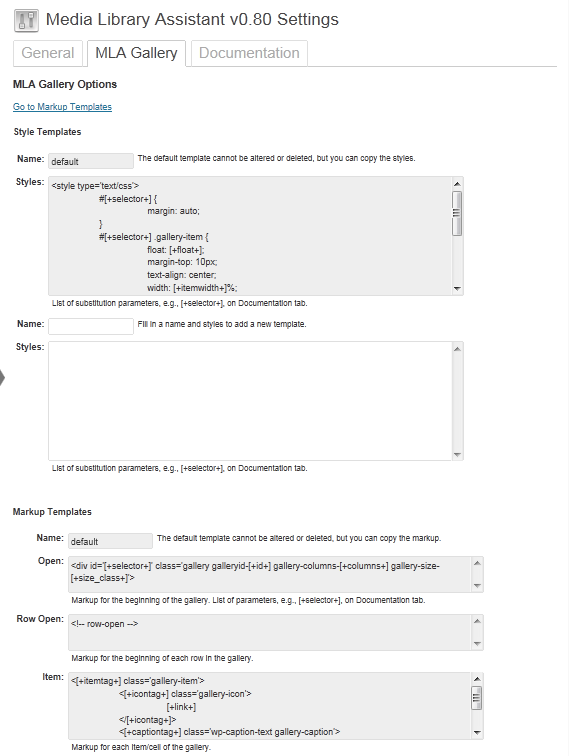 Media Library Assistant v0.80 Settings
General MLA Gallery Documentation
MLA Gallery Options
Go to Markup Templates
Style Templates
Name: default The default template cannot be altered or deleted, but you can copy the styles.
Styles: <style type='text/css'>
#[+selector+] {
margin: auto;
}
#[+selector+] .gallery-item {
float: [+float+];
margin-top: 10px;
text-align: center;
width: [+itemwidth+]%;
List of substitution parameters, e.g., [+selector+], on Documentation tab.
Name: Fill in a name and styles to add a new template.
Styles:
List of substitution parameters, e.g., [+selector+], on Documentation tab.
Markup Templates
Name: default The default template cannot be altered or deleted, but you can copy the markup.
Open: <div id='[+selector+]' class='gallery galleryid-[+id+] gallery-columns-[+columns+] gallery-size-
[+size_class+]'>
Markup for the beginning of the gallery. List of parameters, e.g., [+selector+], on Documentation tab.
Row Open: <!-- row-open -->
Markup for the beginning of each row in the gallery.
Item: <[+itemtag+] class='gallery-item'>
<[+icontag+] class='gallery-icon'>
[+link+]
</[+icontag+]>
<[+captiontag+] class='wp-caption-text gallery-caption'>
Markup for each item/cell of the gallery.